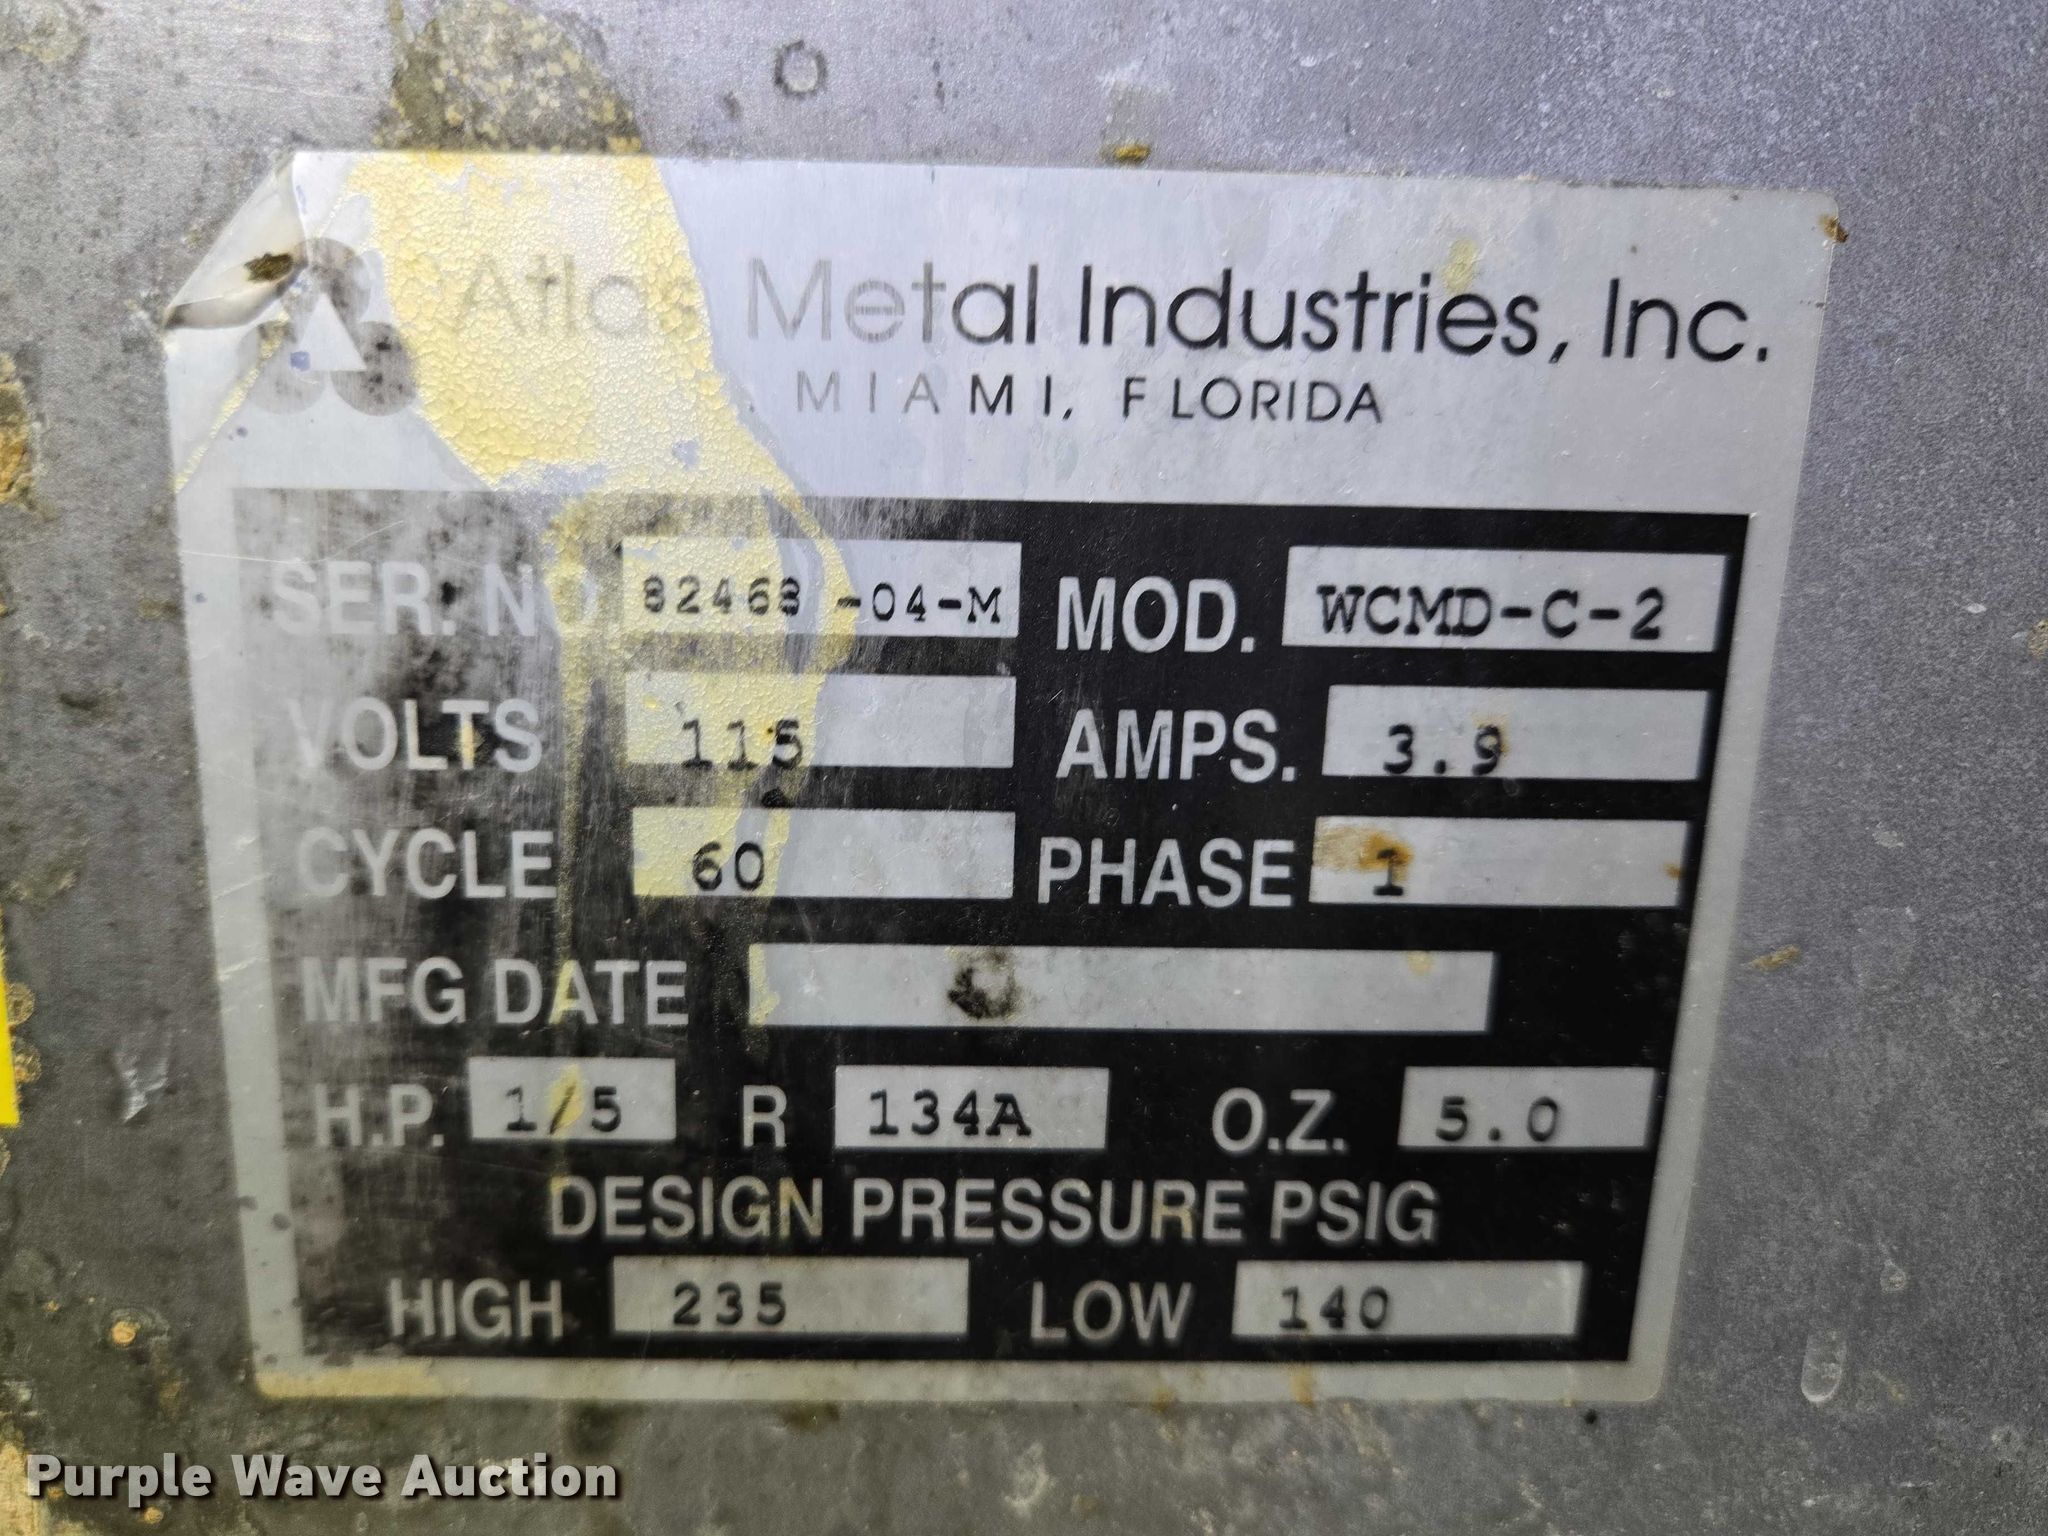 Atlas Metal Industries, Inc.
MIAMI, FLORIDA
SER. NO. 82468-04-M MOD. WCMD-C-2
VOLTS 115 AMPS. 3.9
CYCLE 60 PHASE 1
MFG DATE
H.P. 1/5 R 134A O.Z. 5.0
DESIGN PRESSURE PSIG
HIGH 235 LOW 140
Purple Wave Auction